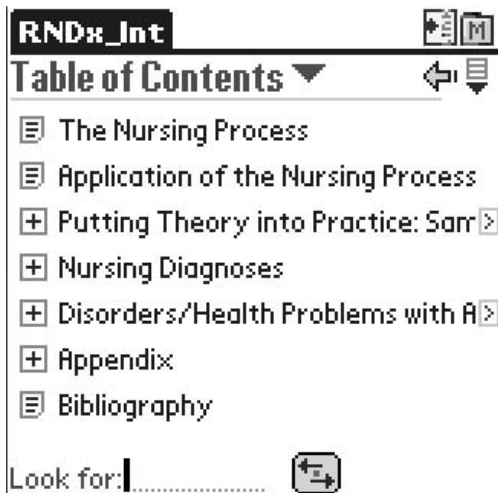 RNDx_Int
M
Table of Contents
The Nursing Process
Application of the Nursing Process
Putting Theory into Practice: Sam
Nursing Diagnoses
Disorders/Health Problems with A
Appendix
Bibliography
Look for: